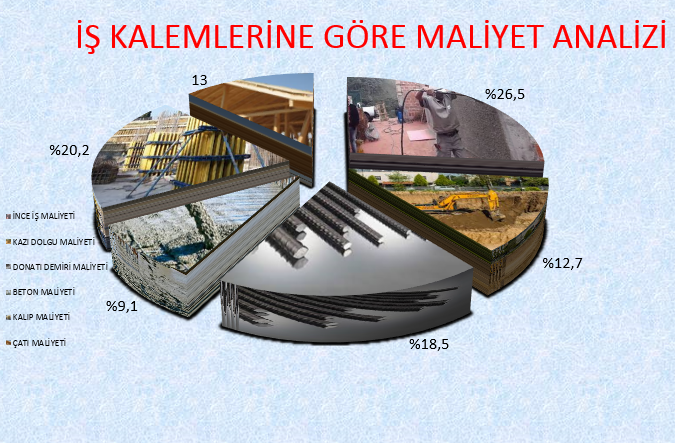 İŞ KALEMLERİNE GÖRE MALİYET ANALİZİ
13
%26,5
%20,2
İNCE İŞ MALİYETİ
KAZI DOLGU MALİYETİ
DONATI DEMİRİ MALİYETİ
BETON MALİYETİ
KALIP MALİYETİ
ÇATI MALİYETİ
%12,7
%9,1
%18,5